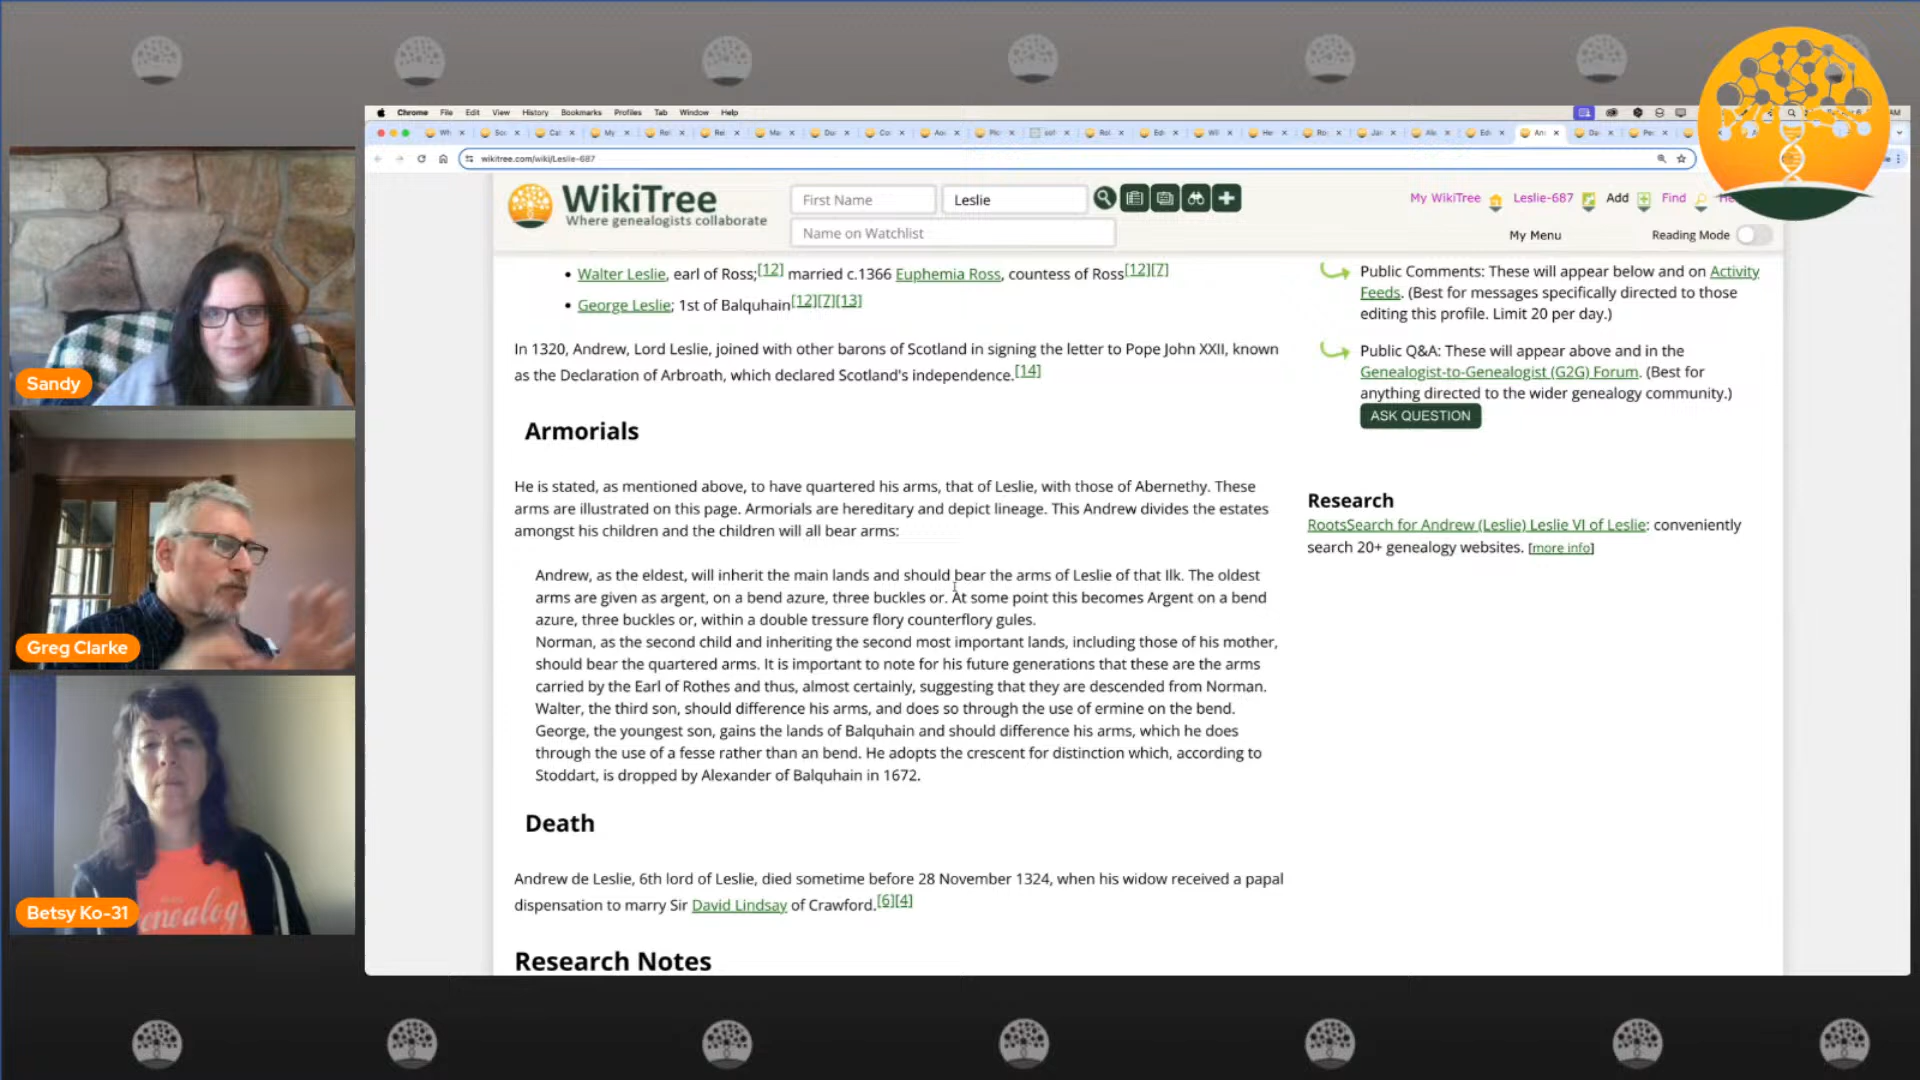 Chrome File Edit View History Bookmarks Profiles Tab Window Help
wikitree.com/wiki/Leslie-687
WikiTree
Where genealogists collaborate
First Name
Leslie
Name on Watchlist
My WikiTree
Leslie-687
Add
Find
My Menu
Reading Mode
• Walter Leslie, earl of Ross;[12] married c.1366 Euphemia Ross, countess of Ross[12][7]
• George Leslie; 1st of Balquhain[12][7][13]
In 1320, Andrew, Lord Leslie, joined with other barons of Scotland in signing the letter to Pope John XXII, known
as the Declaration of Arbroath, which declared Scotland's independence.[14]
Armorials
He is stated, as mentioned above, to have quartered his arms, that of Leslie, with those of Abernethy. These
arms are illustrated on this page. Armorials are hereditary and depict lineage. This Andrew divides the estates
amongst his children and the children will all bear arms:
Andrew, as the eldest, will inherit the main lands and should bear the arms of Leslie of that Ilk. The oldest
arms are given as argent, on a bend azure, three buckles or. At some point this becomes Argent on a bend
azure, three buckles or, within a double tressure flory counterflory gules.
Norman, as the second child and inheriting the second most important lands, including those of his mother,
should bear the quartered arms. It is important to note for his future generations that these are the arms
carried by the Earl of Rothes and thus, almost certainly, suggesting that they are descended from Norman.
Walter, the third son, should difference his arms, and does so through the use of ermine on the bend.
George, the youngest son, gains the lands of Balquhain and should difference his arms, which he does
through the use of a fesse rather than an bend. He adopts the crescent for distinction which, according to
Stoddart, is dropped by Alexander of Balquhain in 1672.
Death
Andrew de Leslie, 6th lord of Leslie, died sometime before 28 November 1324, when his widow received a papal
dispensation to marry Sir David Lindsay of Crawford.[6][4]
Research Notes
Public Comments: These will appear below and on Activity
Feeds. (Best for messages specifically directed to those
editing this profile. Limit 20 per day.)
Public Q&A: These will appear above and in the
Genealogist-to-Genealogist (G2G) Forum. (Best for
anything directed to the wider genealogy community.)
ASK QUESTION
Research
RootsSearch for Andrew (Leslie) Leslie VI of Leslie: conveniently
search 20+ genealogy websites. [more info]
Sandy
Greg Clarke
Betsy Ko-31
genealogy